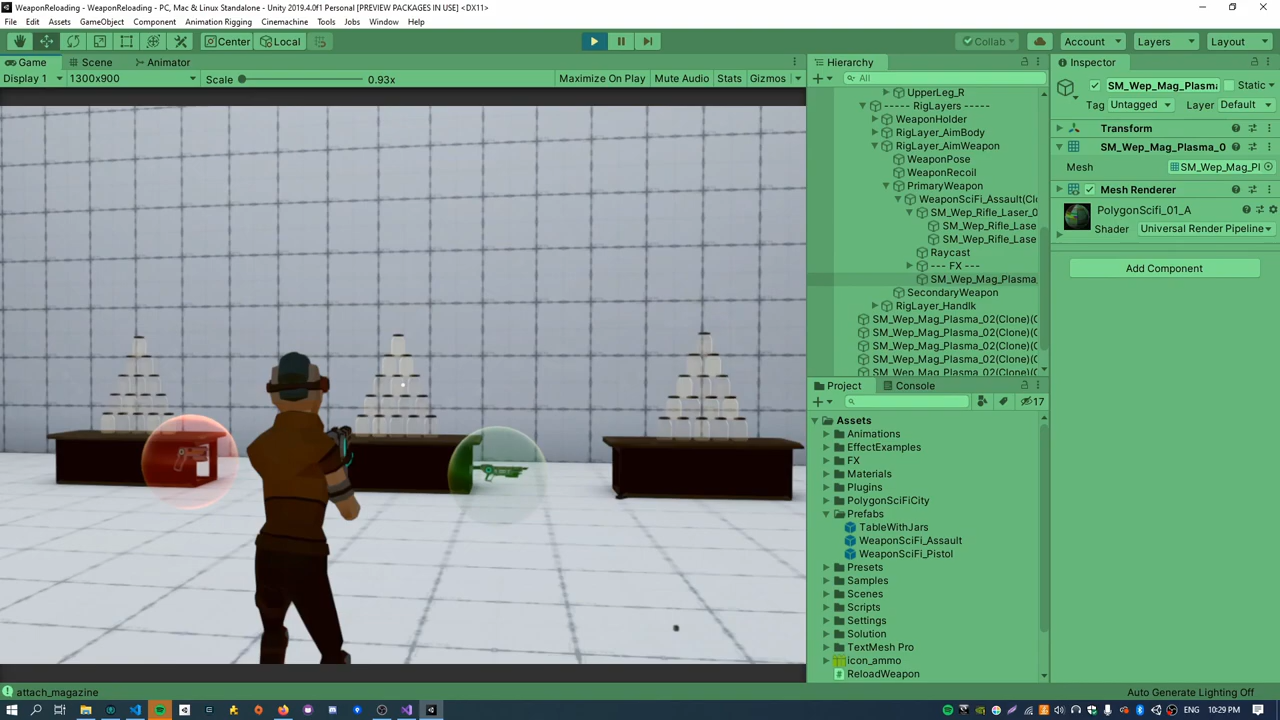 WeaponReloading - WeaponReloading - PC, Mac & Linux Standalone - Unity 2019.4.0f1 Personal [PREVIEW PACKAGES IN USE] <DX11>
File Edit Assets GameObject Component Animation Rigging Cinemachine Tools Jobs Window Help
Center Local Collab Account Layers Layout
Game Scene Animator Hierarchy Inspector
Display 1 1300x900 Scale 0.93x Maximize On Play Mute Audio Stats Gizmos All
SM_Wep_Mag_Plasma Static
Tag Untagged Layer Default
Transform
SM_Wep_Mag_Plasma_0
Mesh SM_Wep_Mag_Pl
Mesh Renderer
PolygonScifi_01_A
Shader Universal Render Pipeline
Add Component
UpperLeg_R
----- RigLayers -----
WeaponHolder
RigLayer_AimBody
RigLayer_AimWeapon
WeaponPose
WeaponRecoil
PrimaryWeapon
WeaponSciFi_Assault(Clo
SM_Wep_Rifle_Laser_0
SM_Wep_Rifle_Lase
SM_Wep_Rifle_Lase
Raycast
--- FX ---
SM_Wep_Mag_Plasma_
SecondaryWeapon
RigLayer_HandIk
SM_Wep_Mag_Plasma_02(Clone)(C
SM_Wep_Mag_Plasma_02(Clone)(C
SM_Wep_Mag_Plasma_02(Clone)(C
SM_Wep_Mag_Plasma_02(Clone)(C
SM_Wep_Mag_Plasma_02(Clone)(C
Project Console
17
Assets
Animations
EffectExamples
FX
Materials
Plugins
PolygonSciFiCity
Prefabs
TableWithJars
WeaponSciFi_Assault
WeaponSciFi_Pistol
Presets
Samples
Scenes
Scripts
Settings
Solution
TextMesh Pro
icon_ammo
ReloadWeapon
attach_magazine Auto Generate Lighting Off
ENG 10:29 PM